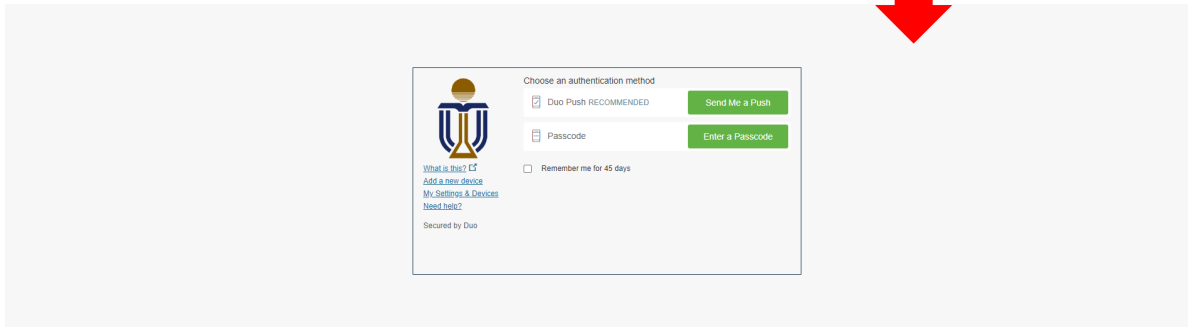 Choose an authentication method
Duo Push RECOMMENDED
Send Me a Push
Passcode
Enter a Passcode
What is this?
Remember me for 45 days
Add a new device
My Settings & Devices
Need help?
Secured by Duo